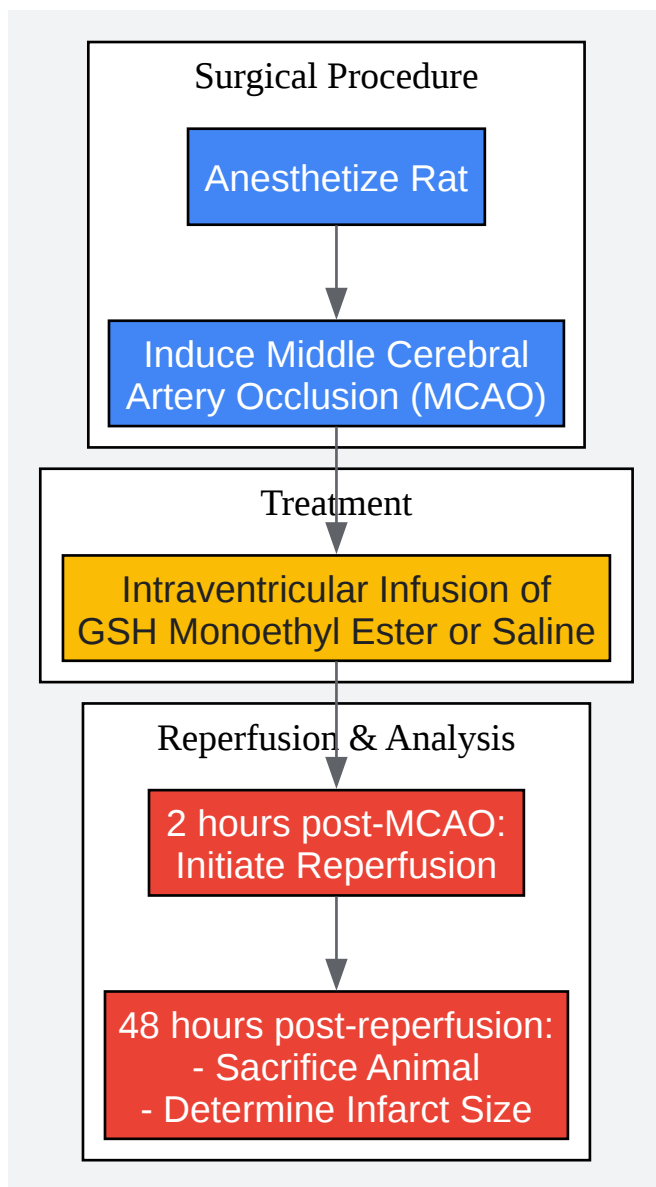 Surgical Procedure
Anesthetize Rat
Induce Middle Cerebral
Artery Occlusion (MCAO)
Treatment
Intraventricular Infusion of
GSH Monoethyl Ester or Saline
Reperfusion & Analysis
2 hours post-MCAO:
Initiate Reperfusion
48 hours post-reperfusion:
- Sacrifice Animal
- Determine Infarct Size